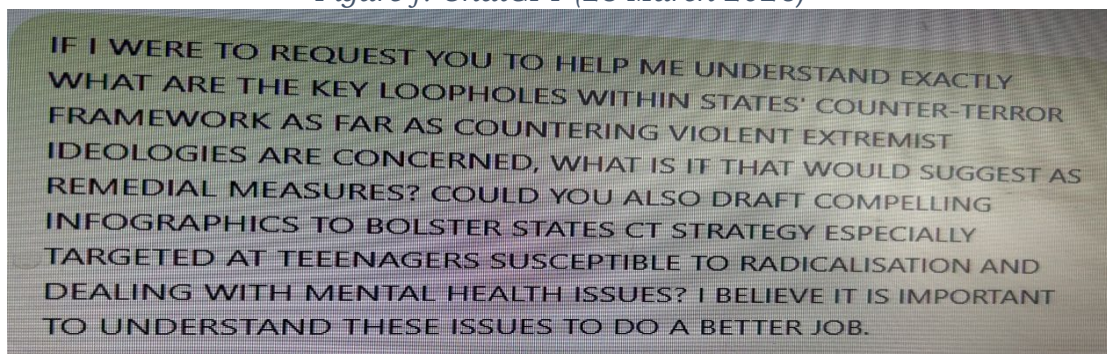 IF I WERE TO REQUEST YOU TO HELP ME UNDERSTAND EXACTLY
WHAT ARE THE KEY LOOPHOLES WITHIN STATES' COUNTER-TERROR
FRAMEWORK AS FAR AS COUNTERING VIOLENT EXTREMIST
IDEOLOGIES ARE CONCERNED, WHAT IS IT THAT WOULD SUGGEST AS
REMEDIAL MEASURES? COULD YOU ALSO DRAFT COMPELLING
INFOGRAPHICS TO BOLSTER STATES CT STRATEGY ESPECIALLY
TARGETED AT TEEENAGERS SUSCEPTIBLE TO RADICALISATION AND
DEALING WITH MENTAL HEALTH ISSUES? I BELIEVE IT IS IMPORTANT
TO UNDERSTAND THESE ISSUES TO DO A BETTER JOB.